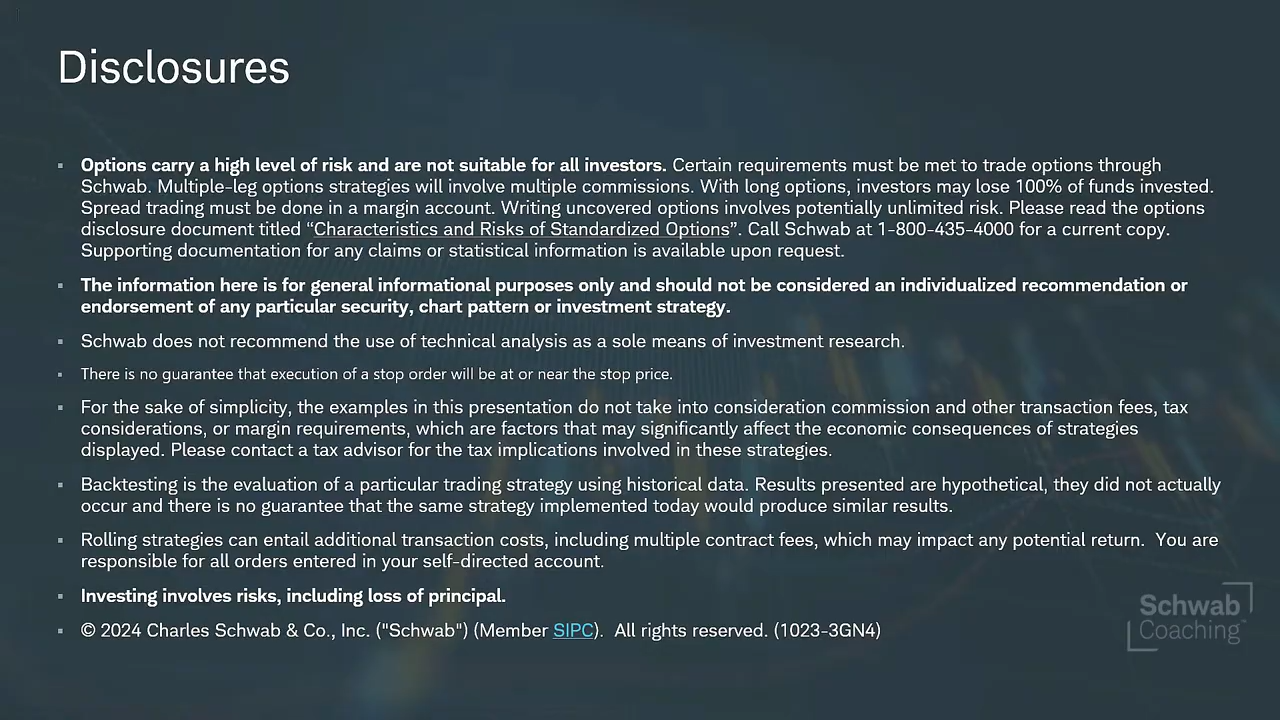 Disclosures
▪ Options carry a high level of risk and are not suitable for all investors. Certain requirements must be met to trade options through
Schwab. Multiple-leg options strategies will involve multiple commissions. With long options, investors may lose 100% of funds invested.
Spread trading must be done in a margin account. Writing uncovered options involves potentially unlimited risk. Please read the options
disclosure document titled “Characteristics and Risks of Standardized Options”. Call Schwab at 1-800-435-4000 for a current copy.
Supporting documentation for any claims or statistical information is available upon request.
▪ The information here is for general informational purposes only and should not be considered an individualized recommendation or
endorsement of any particular security, chart pattern or investment strategy.
▪ Schwab does not recommend the use of technical analysis as a sole means of investment research.
▪ There is no guarantee that execution of a stop order will be at or near the stop price.
▪ For the sake of simplicity, the examples in this presentation do not take into consideration commission and other transaction fees, tax
considerations, or margin requirements, which are factors that may significantly affect the economic consequences of strategies
displayed. Please contact a tax advisor for the tax implications involved in these strategies.
▪ Backtesting is the evaluation of a particular trading strategy using historical data. Results presented are hypothetical, they did not actually
occur and there is no guarantee that the same strategy implemented today would produce similar results.
▪ Rolling strategies can entail additional transaction costs, including multiple contract fees, which may impact any potential return.  You are
responsible for all orders entered in your self-directed account.
▪ Investing involves risks, including loss of principal.
▪ © 2024 Charles Schwab & Co., Inc. ("Schwab") (Member SIPC).  All rights reserved. (1023-3GN4)
Schwab
Coaching™